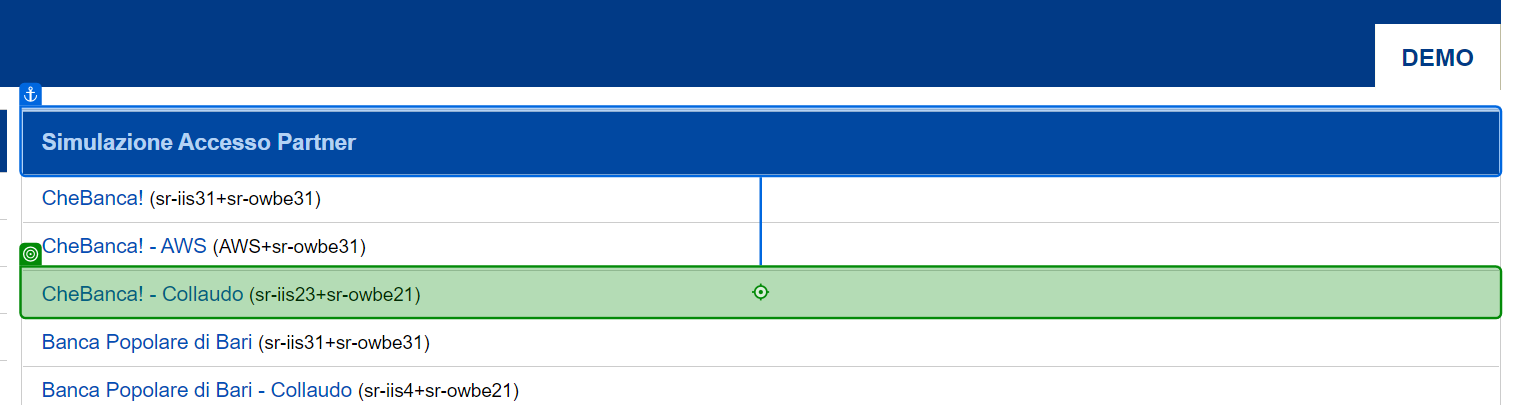 DEMO
Simulazione Accesso Partner
CheBanca! (sr-iis31+sr-owbe31)
CheBanca! - AWS (AWS+sr-owbe31)
CheBanca! - Collaudo (sr-iis23+sr-owbe21)
Banca Popolare di Bari (sr-iis31+sr-owbe31)
Banca Popolare di Bari - Collaudo (sr-iis4+sr-owbe21)